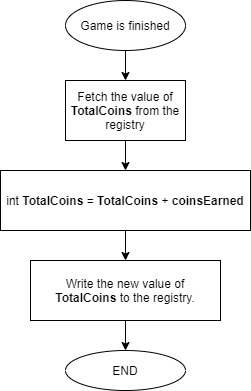 Game is finished
Fetch the value of
TotalCoins from the
registry
int TotalCoins = TotalCoins + coinsEarned
Write the new value of
TotalCoins to the registry.
END